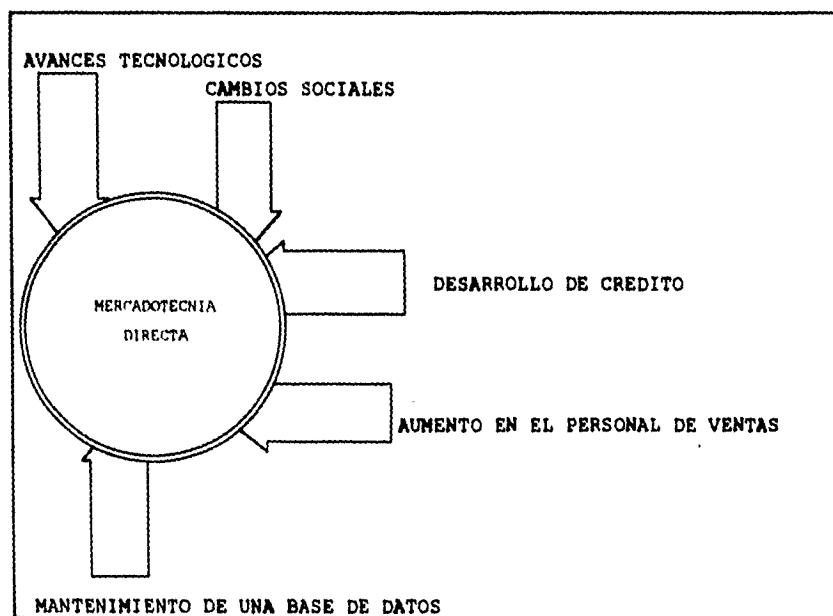 AVANCES TECNOLOGICOS
CAMBIOS SOCIALES
DESARROLLO DE CREDITO
MERCADOTECNIA
DIRECTA
AUMENTO EN EL PERSONAL DE VENTAS
MANTENIMIENTO DE UNA BASE DE DATOS